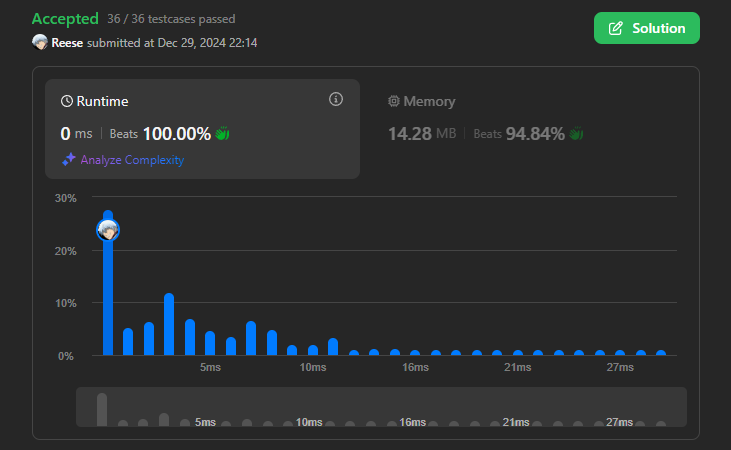 Accepted 36 / 36 testcases passed
Solution
Reese submitted at Dec 29, 2024 22:14
Runtime
Memory
0 ms | Beats 100.00%
14.28 MB | Beats 94.84%
Analyze Complexity
30%
20%
10%
0%
5ms 10ms 16ms 21ms 27ms
5ms 10ms 16ms 21ms 27ms